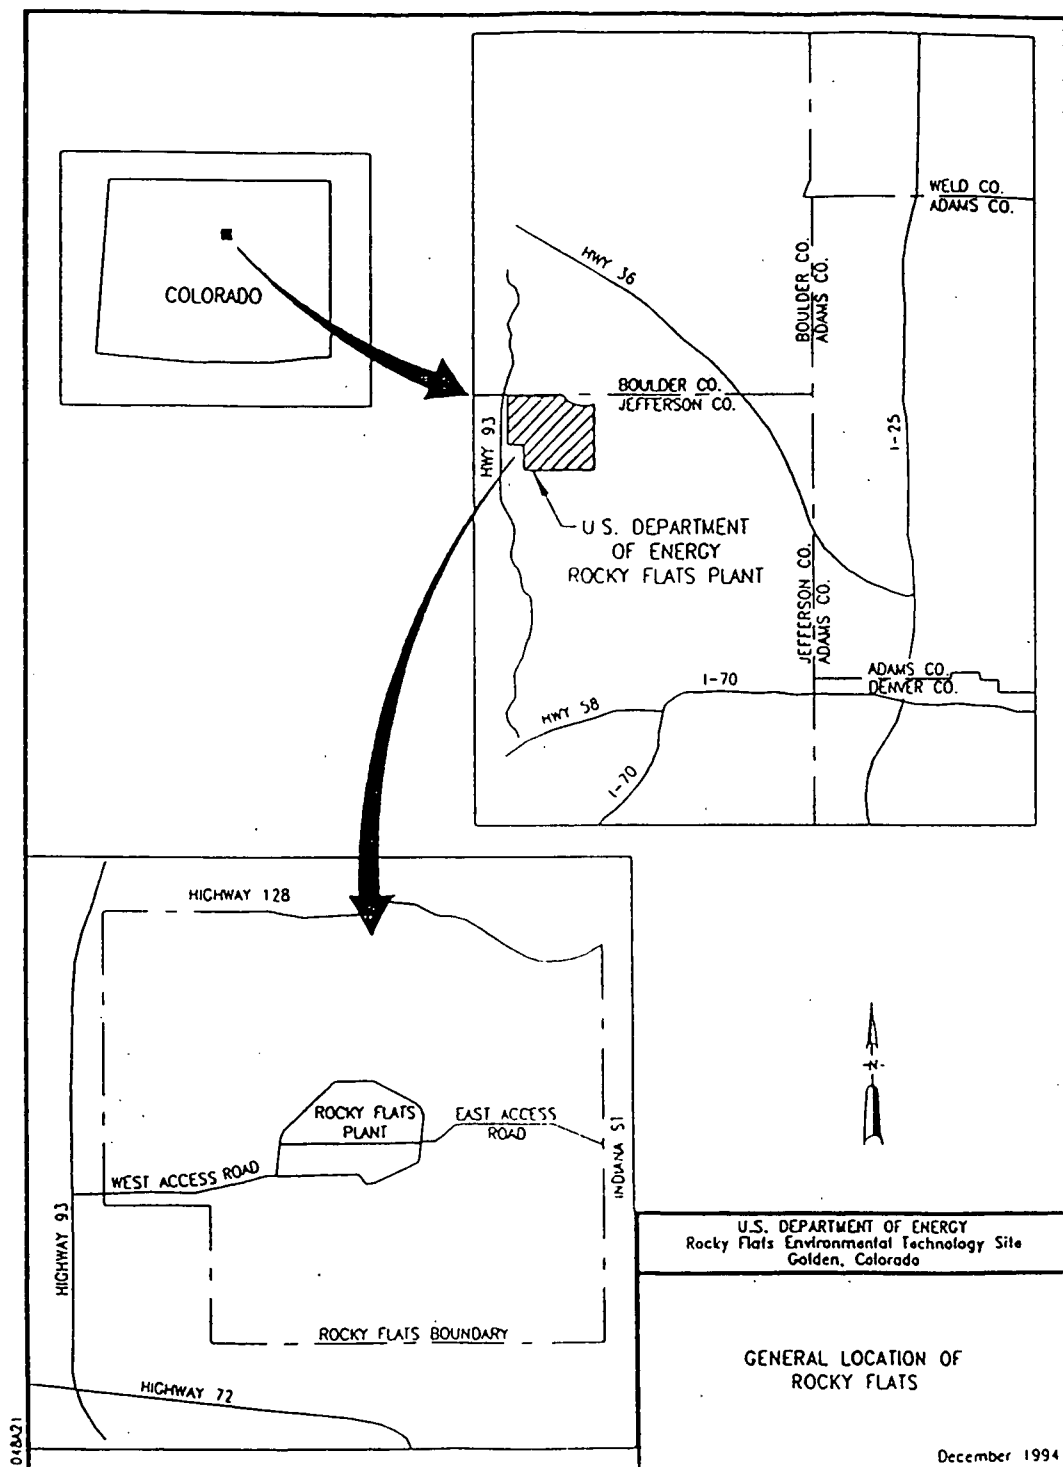 WELD CO.
ADAMS CO.
HWY 36
COLORADO
BOULDER CO.
ADAMS CO.
BOULDER CO.
JEFFERSON CO.
HWY 93
I-25
U.S. DEPARTMENT
OF ENERGY
ROCKY FLATS PLANT
JEFFERSON CO.
ADAMS CO.
ADAMS CO.
DENVER CO.
I-70
HWY 58
I-70
HIGHWAY 128
ROCKY FLATS
PLANT
EAST ACCESS
ROAD
WEST ACCESS ROAD
INDIANA ST
HIGHWAY 93
ROCKY FLATS BOUNDARY
HIGHWAY 72
N
U.S. DEPARTMENT OF ENERGY
Rocky Flats Environmental Technology Site
Golden, Colorado
GENERAL LOCATION OF
ROCKY FLATS
048A21
December 1994